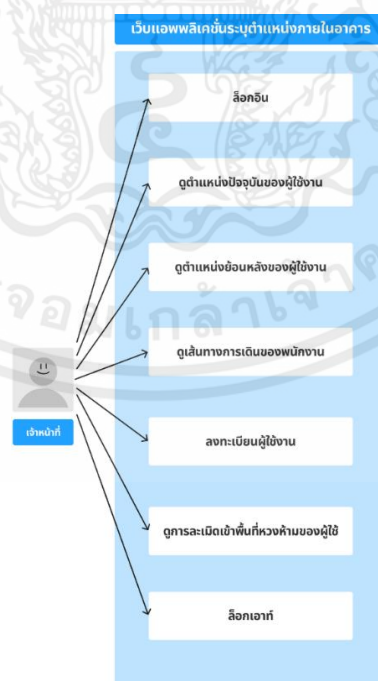 เว็บแอพพลิเคชั่นระบุตำแหน่งภายในอาคาร
ล็อกอิน
ดูตำแหน่งปัจจุบันของผู้ใช้งาน
ดูตำแหน่งย้อนหลังของผู้ใช้งาน
ดูเส้นทางการเดินของพนักงาน
เจ้าหน้าที่
ลงทะเบียนผู้ใช้งาน
ดูการละเมิดเข้าพื้นที่หวงห้ามของผู้ใช้
ล็อกเอาท์